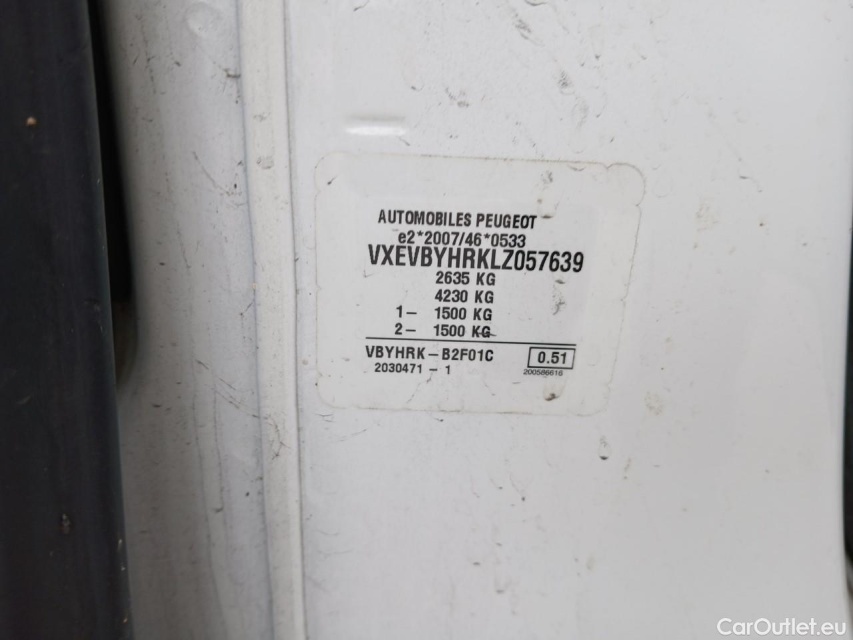 AUTOMOBILES PEUGEOT
e2*2007/46*0533
VXEVBYHRKLZ057639
2635 KG
4230 KG
1- 1500 KG
2- 1500 KG
VBYHRK-B2F01C 0.51
2030471-1 200586616
CarOutlet.eu